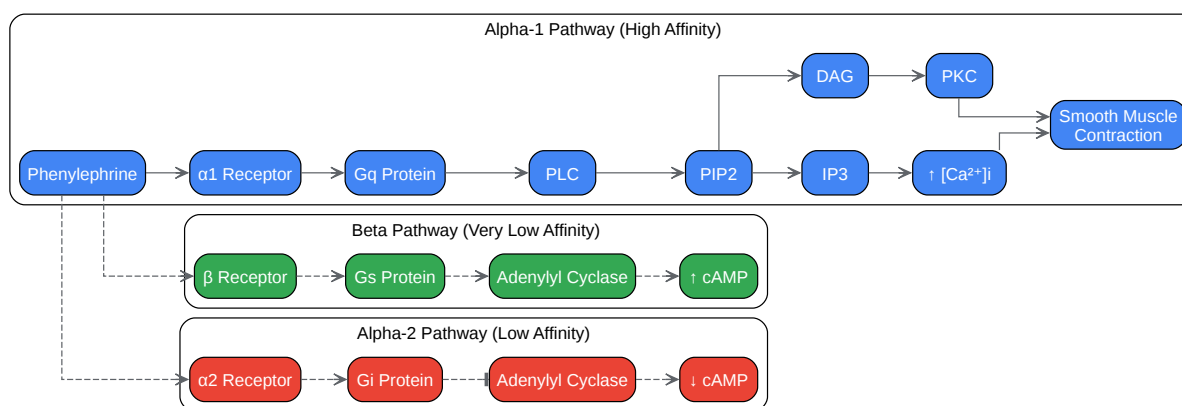 Alpha-1 Pathway (High Affinity)
DAG
PKC
Smooth Muscle
Contraction
Phenylephrine
α1 Receptor
Gq Protein
PLC
PIP2
IP3
↑ [Ca²⁺]i
Beta Pathway (Very Low Affinity)
β Receptor
Gs Protein
Adenylyl Cyclase
↑ cAMP
Alpha-2 Pathway (Low Affinity)
α2 Receptor
Gi Protein
Adenylyl Cyclase
↓ cAMP